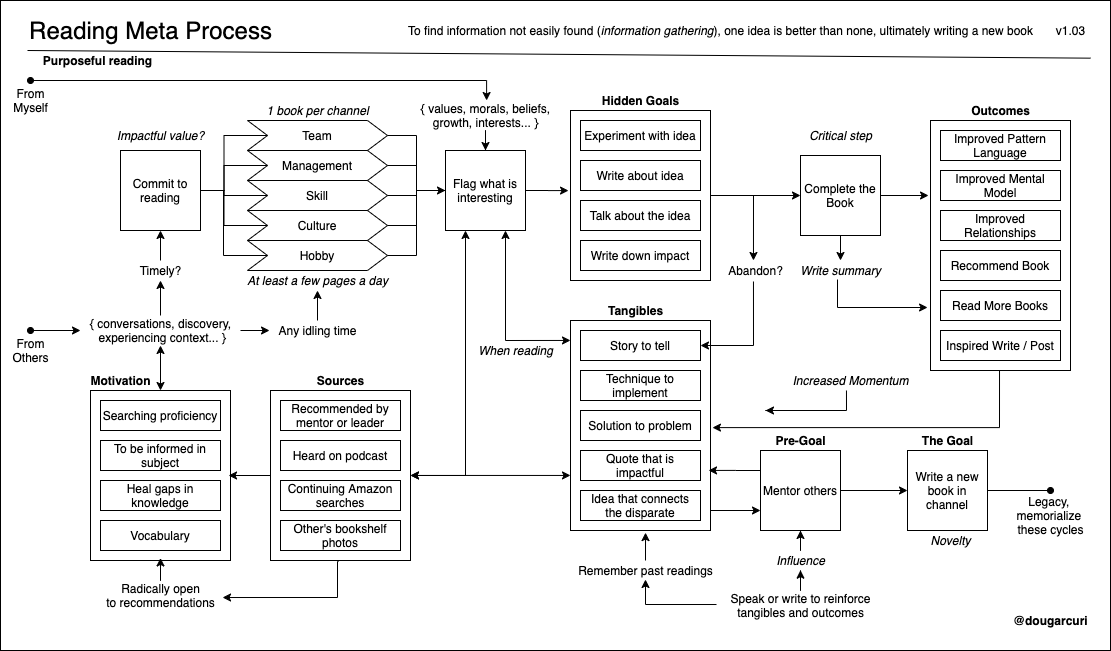 Reading Meta Process
To find information not easily found (information gathering), one idea is better than none, ultimately writing a new book
v1.03
Purposeful reading
From
Myself
1 book per channel
Impactful value?
Commit to
reading
Team
Management
Skill
Culture
Hobby
At least a few pages a day
{ values, morals, beliefs,
growth, interests... }
Flag what is
interesting
Hidden Goals
Experiment with idea
Write about idea
Talk about the idea
Write down impact
Critical step
Complete the
Book
Abandon?
Write summary
Outcomes
Improved Pattern
Language
Improved Mental
Model
Improved
Relationships
Recommend Book
Read More Books
Inspired Write / Post
Timely?
From
Others
{ conversations, discovery,
experiencing context... }
Any idling time
When reading
Motivation
Searching proficiency
To be informed in
subject
Heal gaps in
knowledge
Vocabulary
Radically open
to recommendations
Sources
Recommended by
mentor or leader
Heard on podcast
Continuing Amazon
searches
Other's bookshelf
photos
Tangibles
Story to tell
Technique to
implement
Solution to problem
Quote that is
impactful
Idea that connects
the disparate
Remember past readings
Increased Momentum
Pre-Goal
Mentor others
Influence
Speak or write to reinforce
tangibles and outcomes
The Goal
Write a new
book in
channel
Novelty
Legacy,
memorialize
these cycles
@dougarcuri